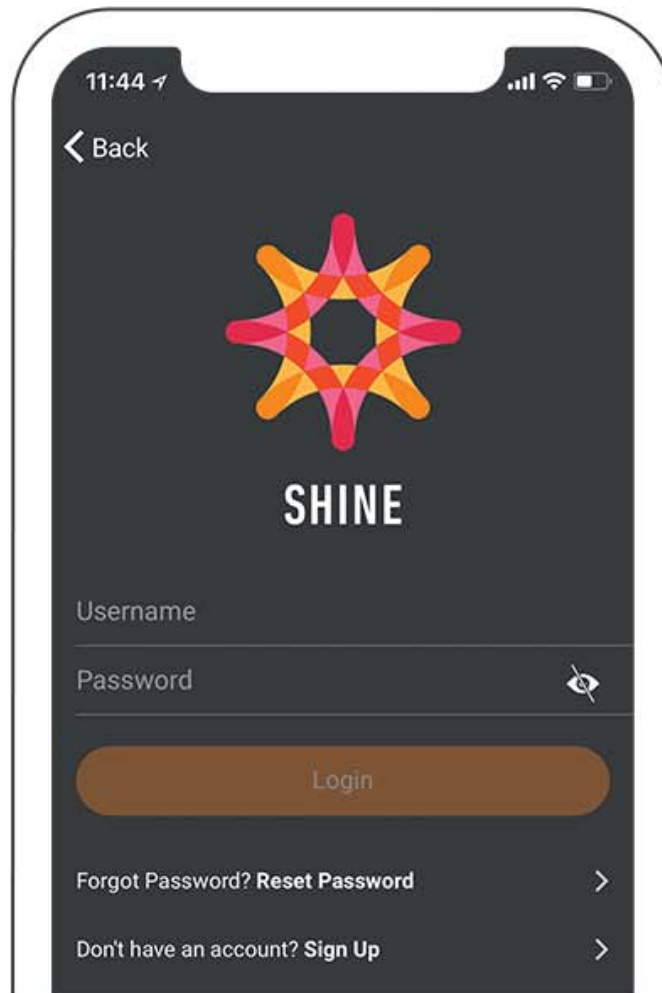 11:44
Back
SHINE
Username
Password
Login
Forgot Password? Reset Password
Don't have an account? Sign Up